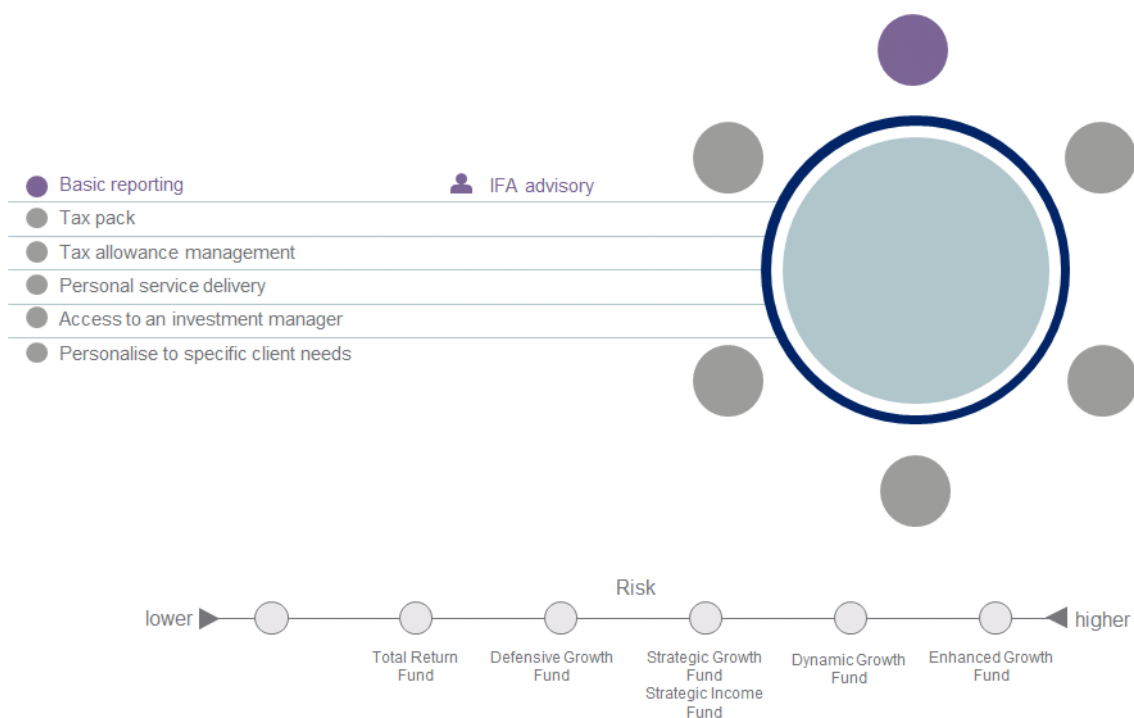 Basic reporting
IFA advisory
Tax pack
Tax allowance management
Personal service delivery
Access to an investment manager
Personalise to specific client needs
Risk
lower
higher
Total Return
Fund
Defensive Growth
Fund
Strategic Growth
Fund
Strategic Income
Fund
Dynamic Growth
Fund
Enhanced Growth
Fund